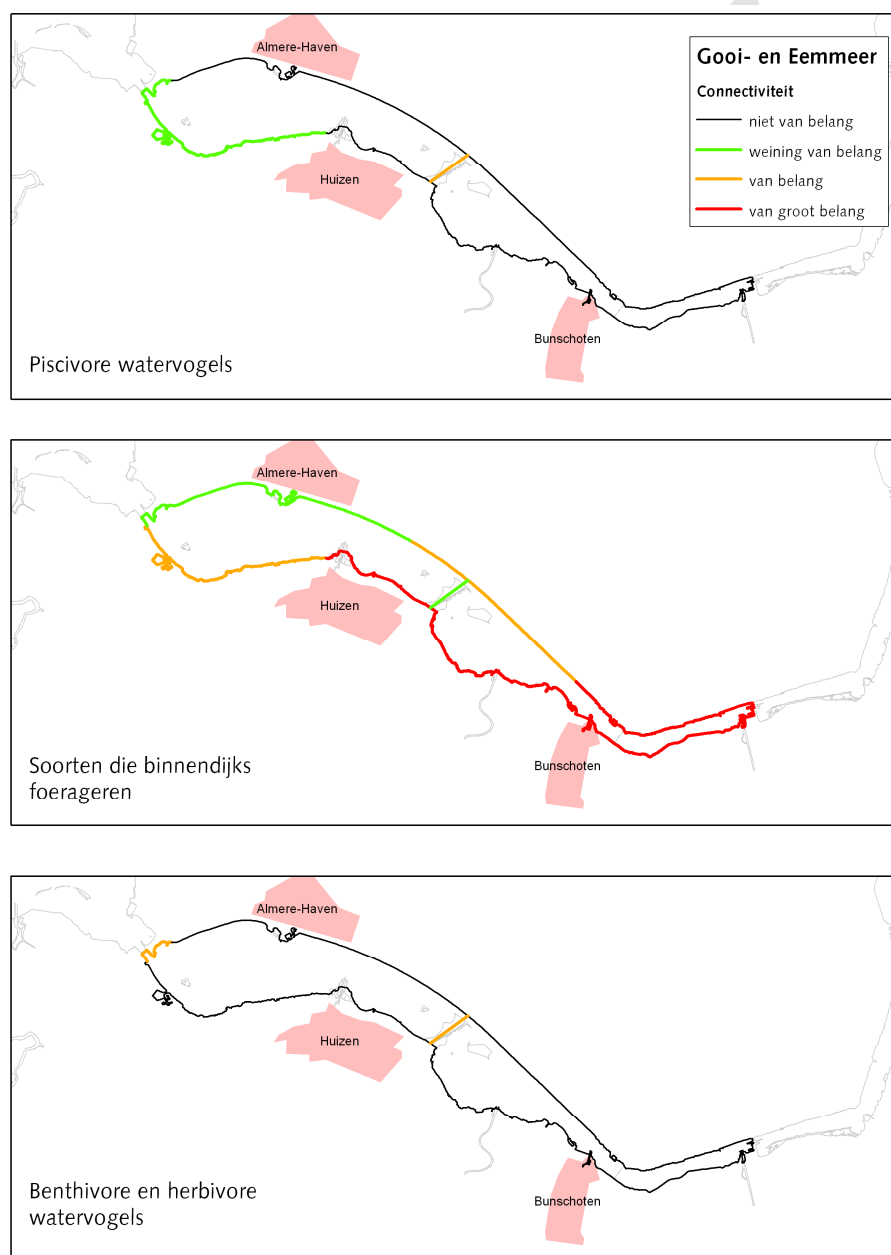 Almere-Haven
Gooi- en Eemmeer
Connectiviteit
niet van belang
weining van belang
van belang
van groot belang
Huizen
Bunschoten
Piscivore watervogels
Almere-Haven
Huizen
Bunschoten
Soorten die binnendijks
foerageren
Almere-Haven
Huizen
Bunschoten
Benthivore en herbivore
watervogels